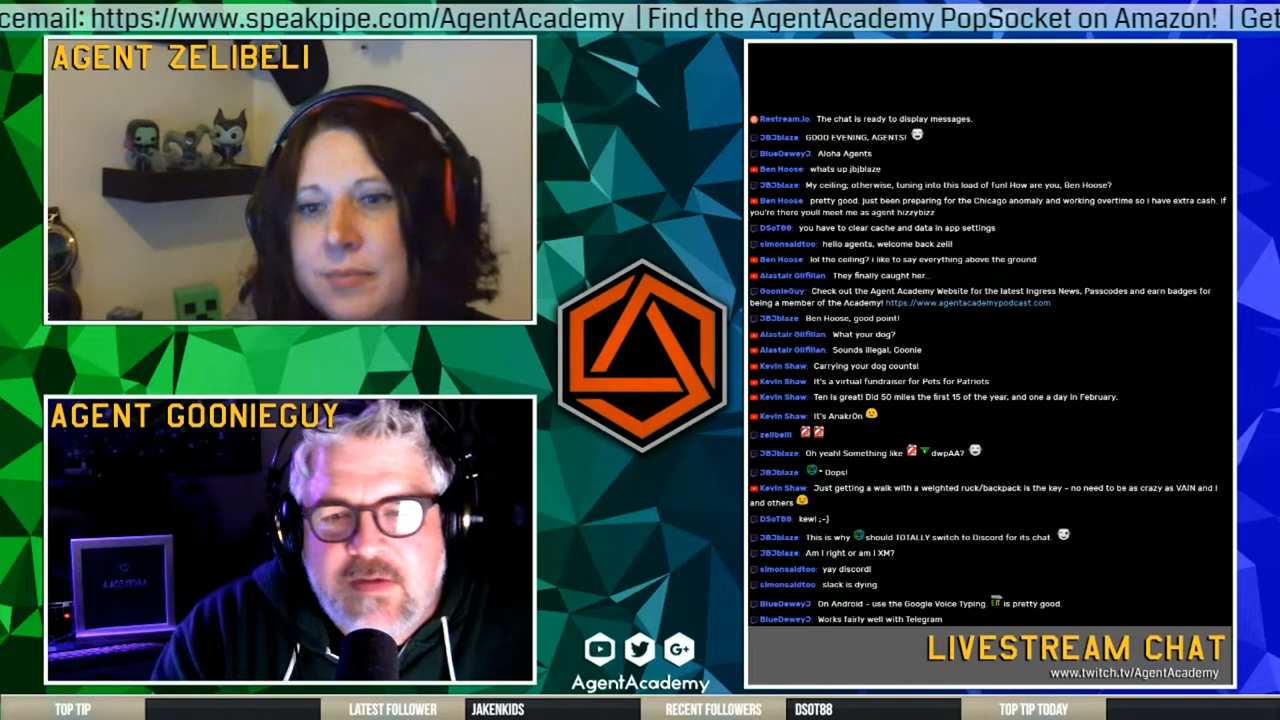 cemail: https://www.speakpipe.com/AgentAcademy | Find the AgentAcademy PopSocket on Amazon! | Get
AGENT ZELIBELI
AGENT GOONIEGUY
AgentAcademy
Restream.io: The chat is ready to display messages.
JBJblaze: GOOD EVENING, AGENTS!
BlueDeweyJ: Aloha Agents
Ben Hoose: whats up jbjblaze
JBJblaze: My ceiling; otherwise, tuning into this load of fun! How are you, Ben Hoose?
Ben Hoose: pretty good. just been preparing for the Chicago anomaly and working overtime so i have extra cash. if
you're there youll meet me as agent hizzybizz
DSoT88: you have to clear cache and data in app settings
simonsaidtoo: hello agents, welcome back zeli!
Ben Hoose: lol the ceiling? i like to say everything above the ground
Alastair Gilfillan: They finally caught her...
GoonieGuy: Check out the Agent Academy Website for the latest Ingress News, Passcodes and earn badges for
being a member of the Academy! https://www.agentacademypodcast.com
JBJblaze: Ben Hoose, good point!
Alastair Gilfillan: What your dog?
Alastair Gilfillan: Sounds illegal, Goonie
Kevin Shaw: Carrying your dog counts!
Kevin Shaw: It's a virtual fundraiser for Pets for Patriots
Kevin Shaw: Ten is great! Did 50 miles the first 15 of the year, and one a day in February.
Kevin Shaw: It's Anakr0n
zelibelli:
JBJblaze: Oh yeah! Something like dwpAA?
JBJblaze: * Oops!
Kevin Shaw: Just getting a walk with a weighted ruck/backpack is the key - no need to be as crazy as VAIN and I
and others
DSoT88: kewl ;-)
JBJblaze: This is why should TOTALLY switch to Discord for its chat.
JBJblaze: Am I right or am I XM?
simonsaidtoo: yay discord!
simonsaidtoo: slack is dying
BlueDeweyJ: On Android - use the Google Voice Typing. is pretty good.
BlueDeweyJ: Works fairly well with Telegram
LIVESTREAM CHAT
www.twitch.tv/AgentAcademy
TOP TIP LATEST FOLLOWER JAKENKIDS RECENT FOLLOWERS DSOT88 TOP TIP TODAY